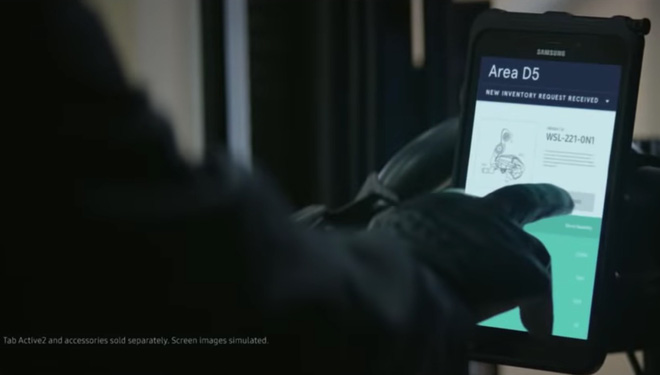 SAMSUNG
Area D5
NEW INVENTORY REQUEST RECEIVED
WSL-221-0N1
Tab Active2 and accessories sold separately. Screen images simulated.